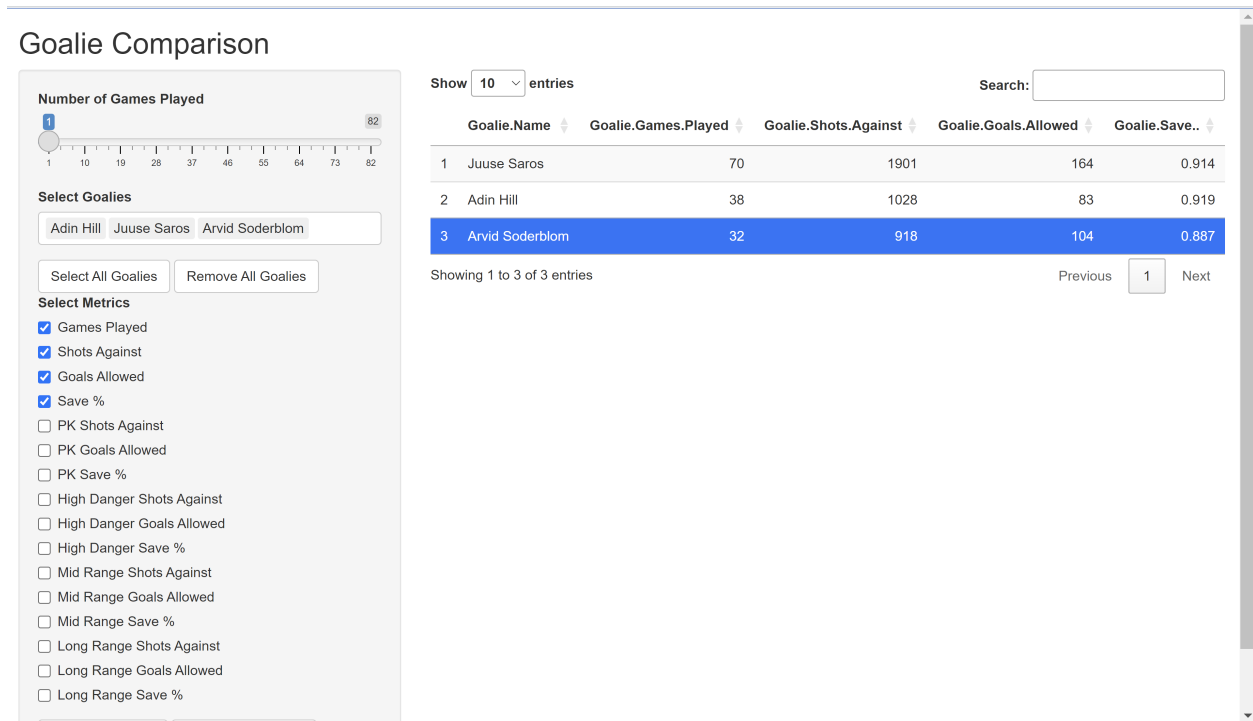 Goalie Comparison
Number of Games Played
1 82
1 10 19 28 37 46 55 64 73 82
Select Goalies
Adin Hill Juuse Saros Arvid Soderblom
Select All Goalies Remove All Goalies
Select Metrics
Games Played
Shots Against
Goals Allowed
Save %
PK Shots Against
PK Goals Allowed
PK Save %
High Danger Shots Against
High Danger Goals Allowed
High Danger Save %
Mid Range Shots Against
Mid Range Goals Allowed
Mid Range Save %
Long Range Shots Against
Long Range Goals Allowed
Long Range Save %
Show 10 entries Search:
Goalie.Name Goalie.Games.Played Goalie.Shots.Against Goalie.Goals.Allowed Goalie.Save..
1 Juuse Saros 70 1901 164 0.914
2 Adin Hill 38 1028 83 0.919
3 Arvid Soderblom 32 918 104 0.887
Showing 1 to 3 of 3 entries Previous 1 Next